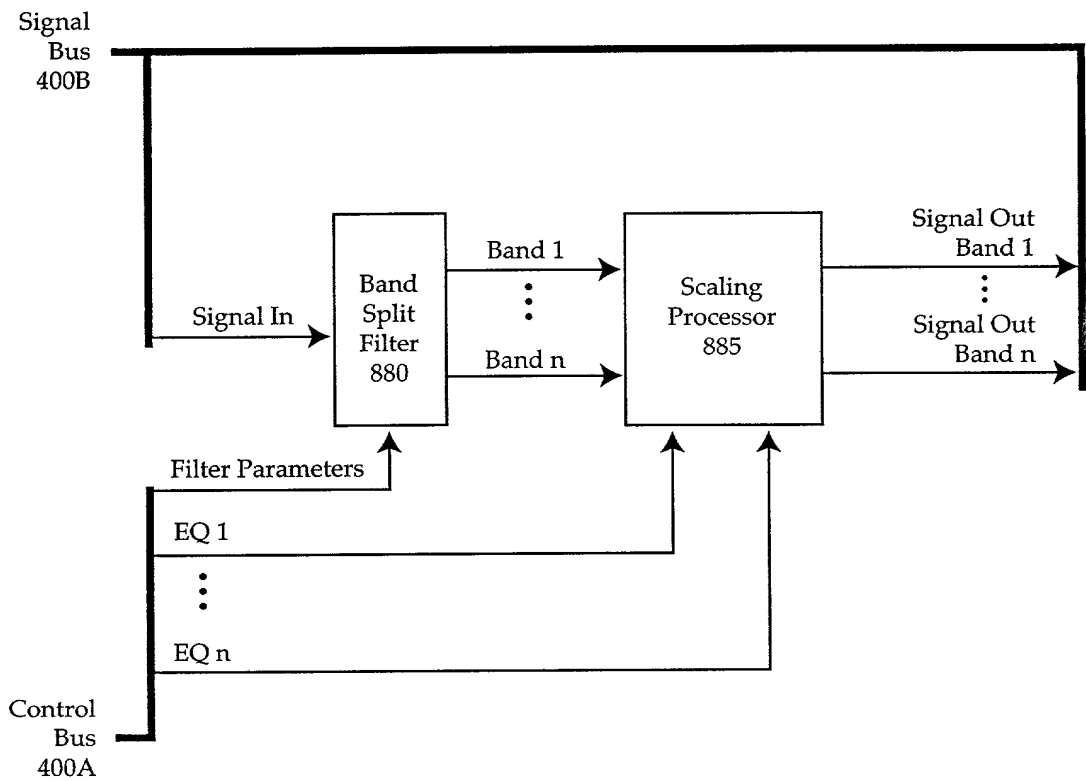 Signal
Bus
400B
Signal In
Band
Split
Filter
880
Band 1
Band n
Scaling
Processor
885
Signal Out
Band 1
Signal Out
Band n
Filter Parameters
EQ 1
EQ n
Control
Bus
400A